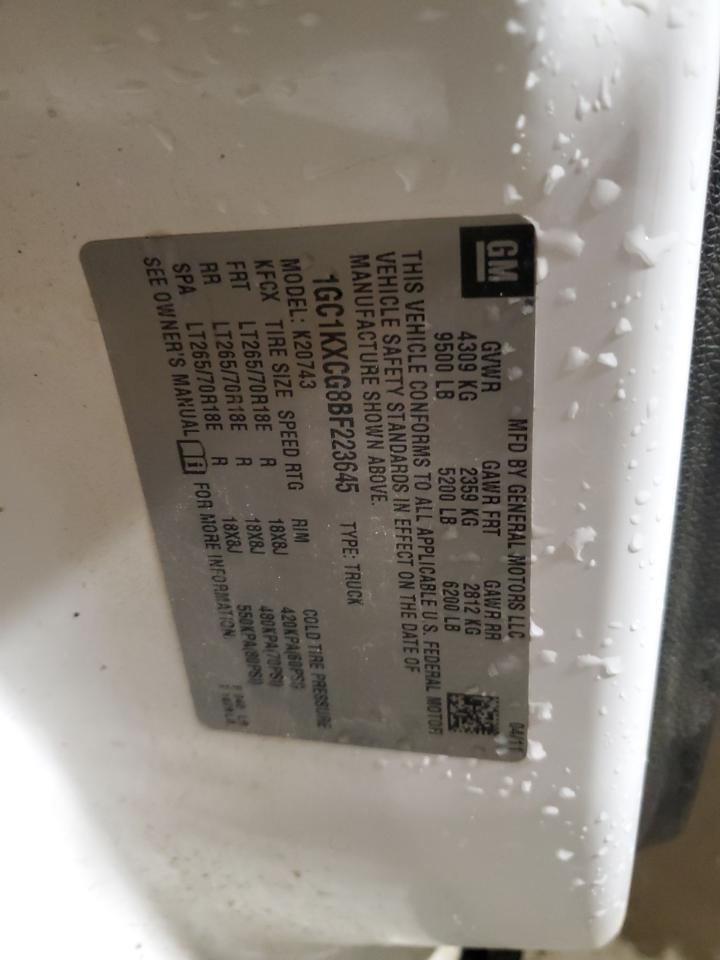 GM
MFD BY GENERAL MOTORS LLC 04/11
GVWR GAWR FRT GAWR RR
4309 KG 2359 KG 2812 KG
9500 LB 5200 LB 6200 LB
THIS VEHICLE CONFORMS TO ALL APPLICABLE U.S. FEDERAL MOTOR
VEHICLE SAFETY STANDARDS IN EFFECT ON THE DATE OF
MANUFACTURE SHOWN ABOVE.
1GC1KXCG8BF223645 TYPE: TRUCK
MODEL: K20743
KFCX TIRE SIZE SPEED RTG RIM COLD TIRE PRESSURE
FRT LT265/70R18E R 18X8J 420KPA(60PSI)
RR LT265/70R18E R 18X8J 480KPA(70PSI)
SPA LT265/70R18E R 18X8J 550KPA(80PSI)
SEE OWNER'S MANUAL FOR MORE INFORMATION.